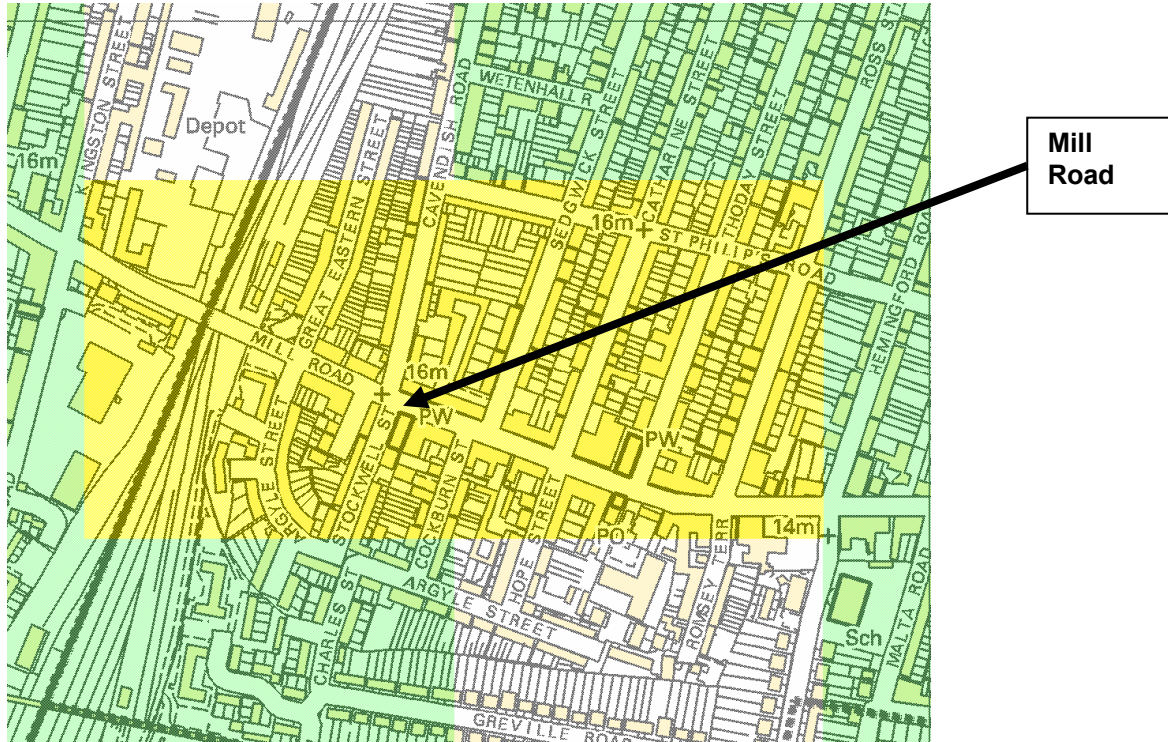 KINGSTON STREET
Depot
16m
GREAT EASTERN STREET
CAVENDISH ROAD
WETENHALL R
SEDGWICK STREET
CATHARINE STREET
THODAY STREET
ROSS ST
HEMINGFORD ROAD
16m
ST PHILIP'S ROAD
Mill
Road
MILL ROAD
16m
PW
PW
ARGYLE STREET
STOCKWELL ST
COCKBURN ST
HOPE STREET
PO
ROMSEY TERR
14m
CHARLES ST
ARGYLE STREET
Sch
MALTA ROAD
GREVILLE ROAD